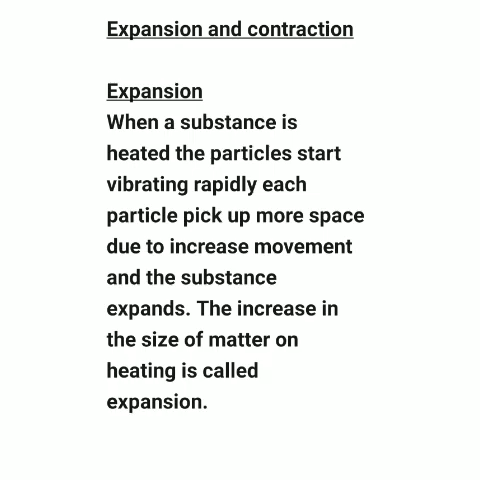 Expansion and contraction
Expansion
When a substance is
heated the particles start
vibrating rapidly each
particle pick up more space
due to increase movement
and the substance
expands. The increase in
the size of matter on
heating is called
expansion.